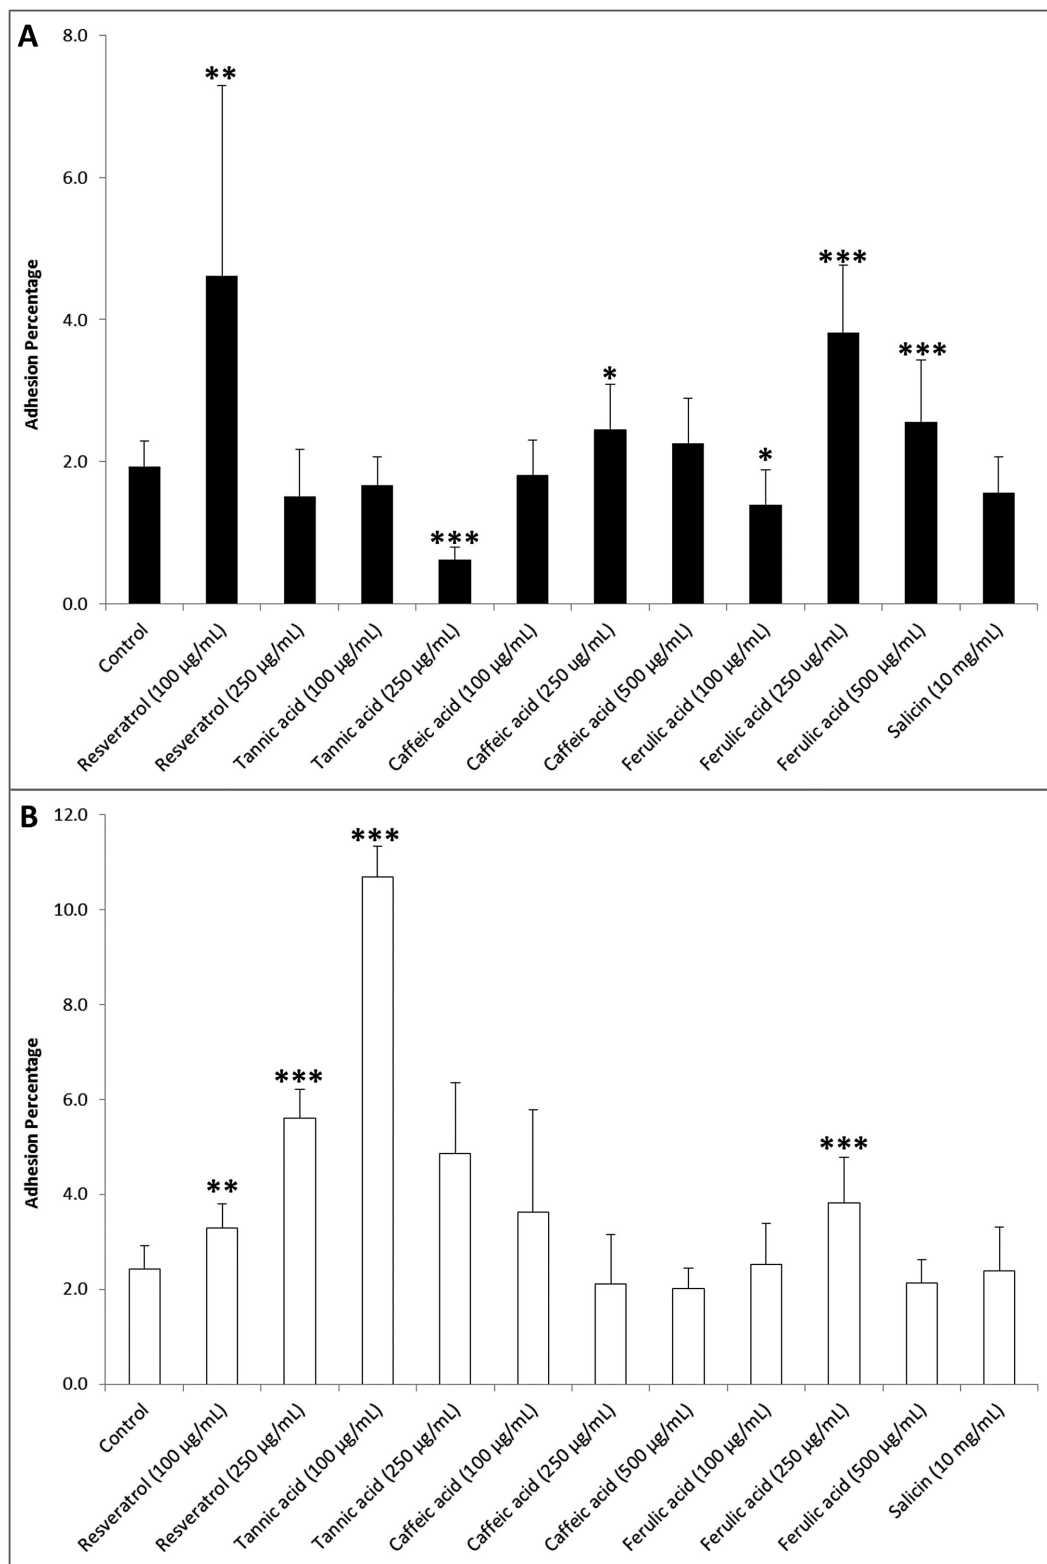 A
8.0
6.0
4.0
2.0
0.0
Adhesion Percentage
**
***
*
*
***
***
Control
Resveratrol (100 µg/mL)
Resveratrol (250 µg/mL)
Tannic acid (100 µg/mL)
Tannic acid (250 µg/mL)
Caffeic acid (100 µg/mL)
Caffeic acid (250 ug/mL)
Caffeic acid (500 µg/mL)
Ferulic acid (100 µg/mL)
Ferulic acid (250 ug/mL)
Ferulic acid (500 µg/mL)
Salicin (10 mg/mL)
B
12.0
10.0
8.0
6.0
4.0
2.0
0.0
Adhesion Percentage
**
***
***
***
Control
Resveratrol (100 µg/mL)
Resveratrol (250 µg/mL)
Tannic acid (100 µg/mL)
Tannic acid (250 µg/mL)
Caffeic acid (100 µg/mL)
Caffeic acid (250 µg/mL)
Caffeic acid (500 µg/mL)
Ferulic acid (100 µg/mL)
Ferulic acid (250 µg/mL)
Ferulic acid (500 µg/mL)
Salicin (10 mg/mL)